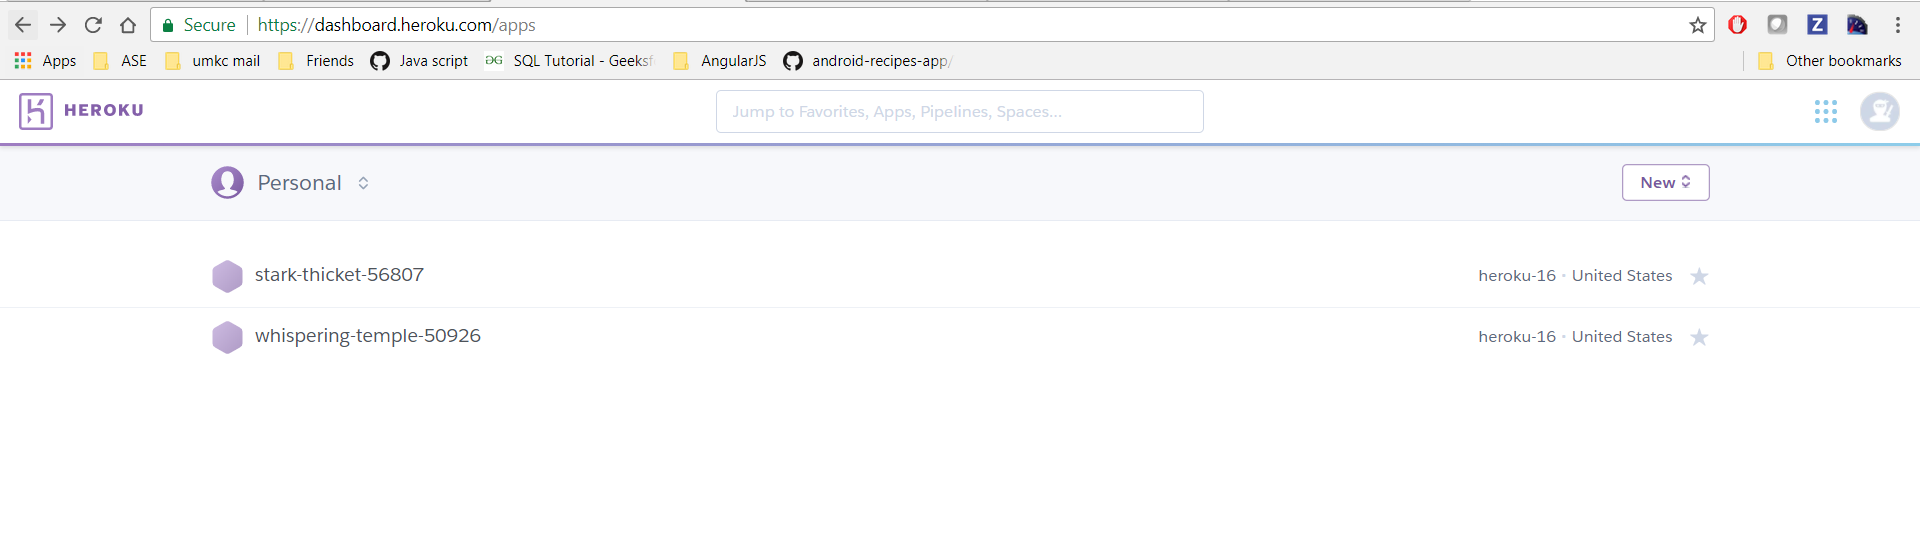 Secure https://dashboard.heroku.com/apps
Z
Apps ASE umkc mail Friends Java script SQL Tutorial - Geeksf AngularJS android-recipes-app/ Other bookmarks
HEROKU Jump to Favorites, Apps, Pipelines, Spaces...
Personal New
stark-thicket-56807 heroku-16 • United States
whispering-temple-50926 heroku-16 • United States